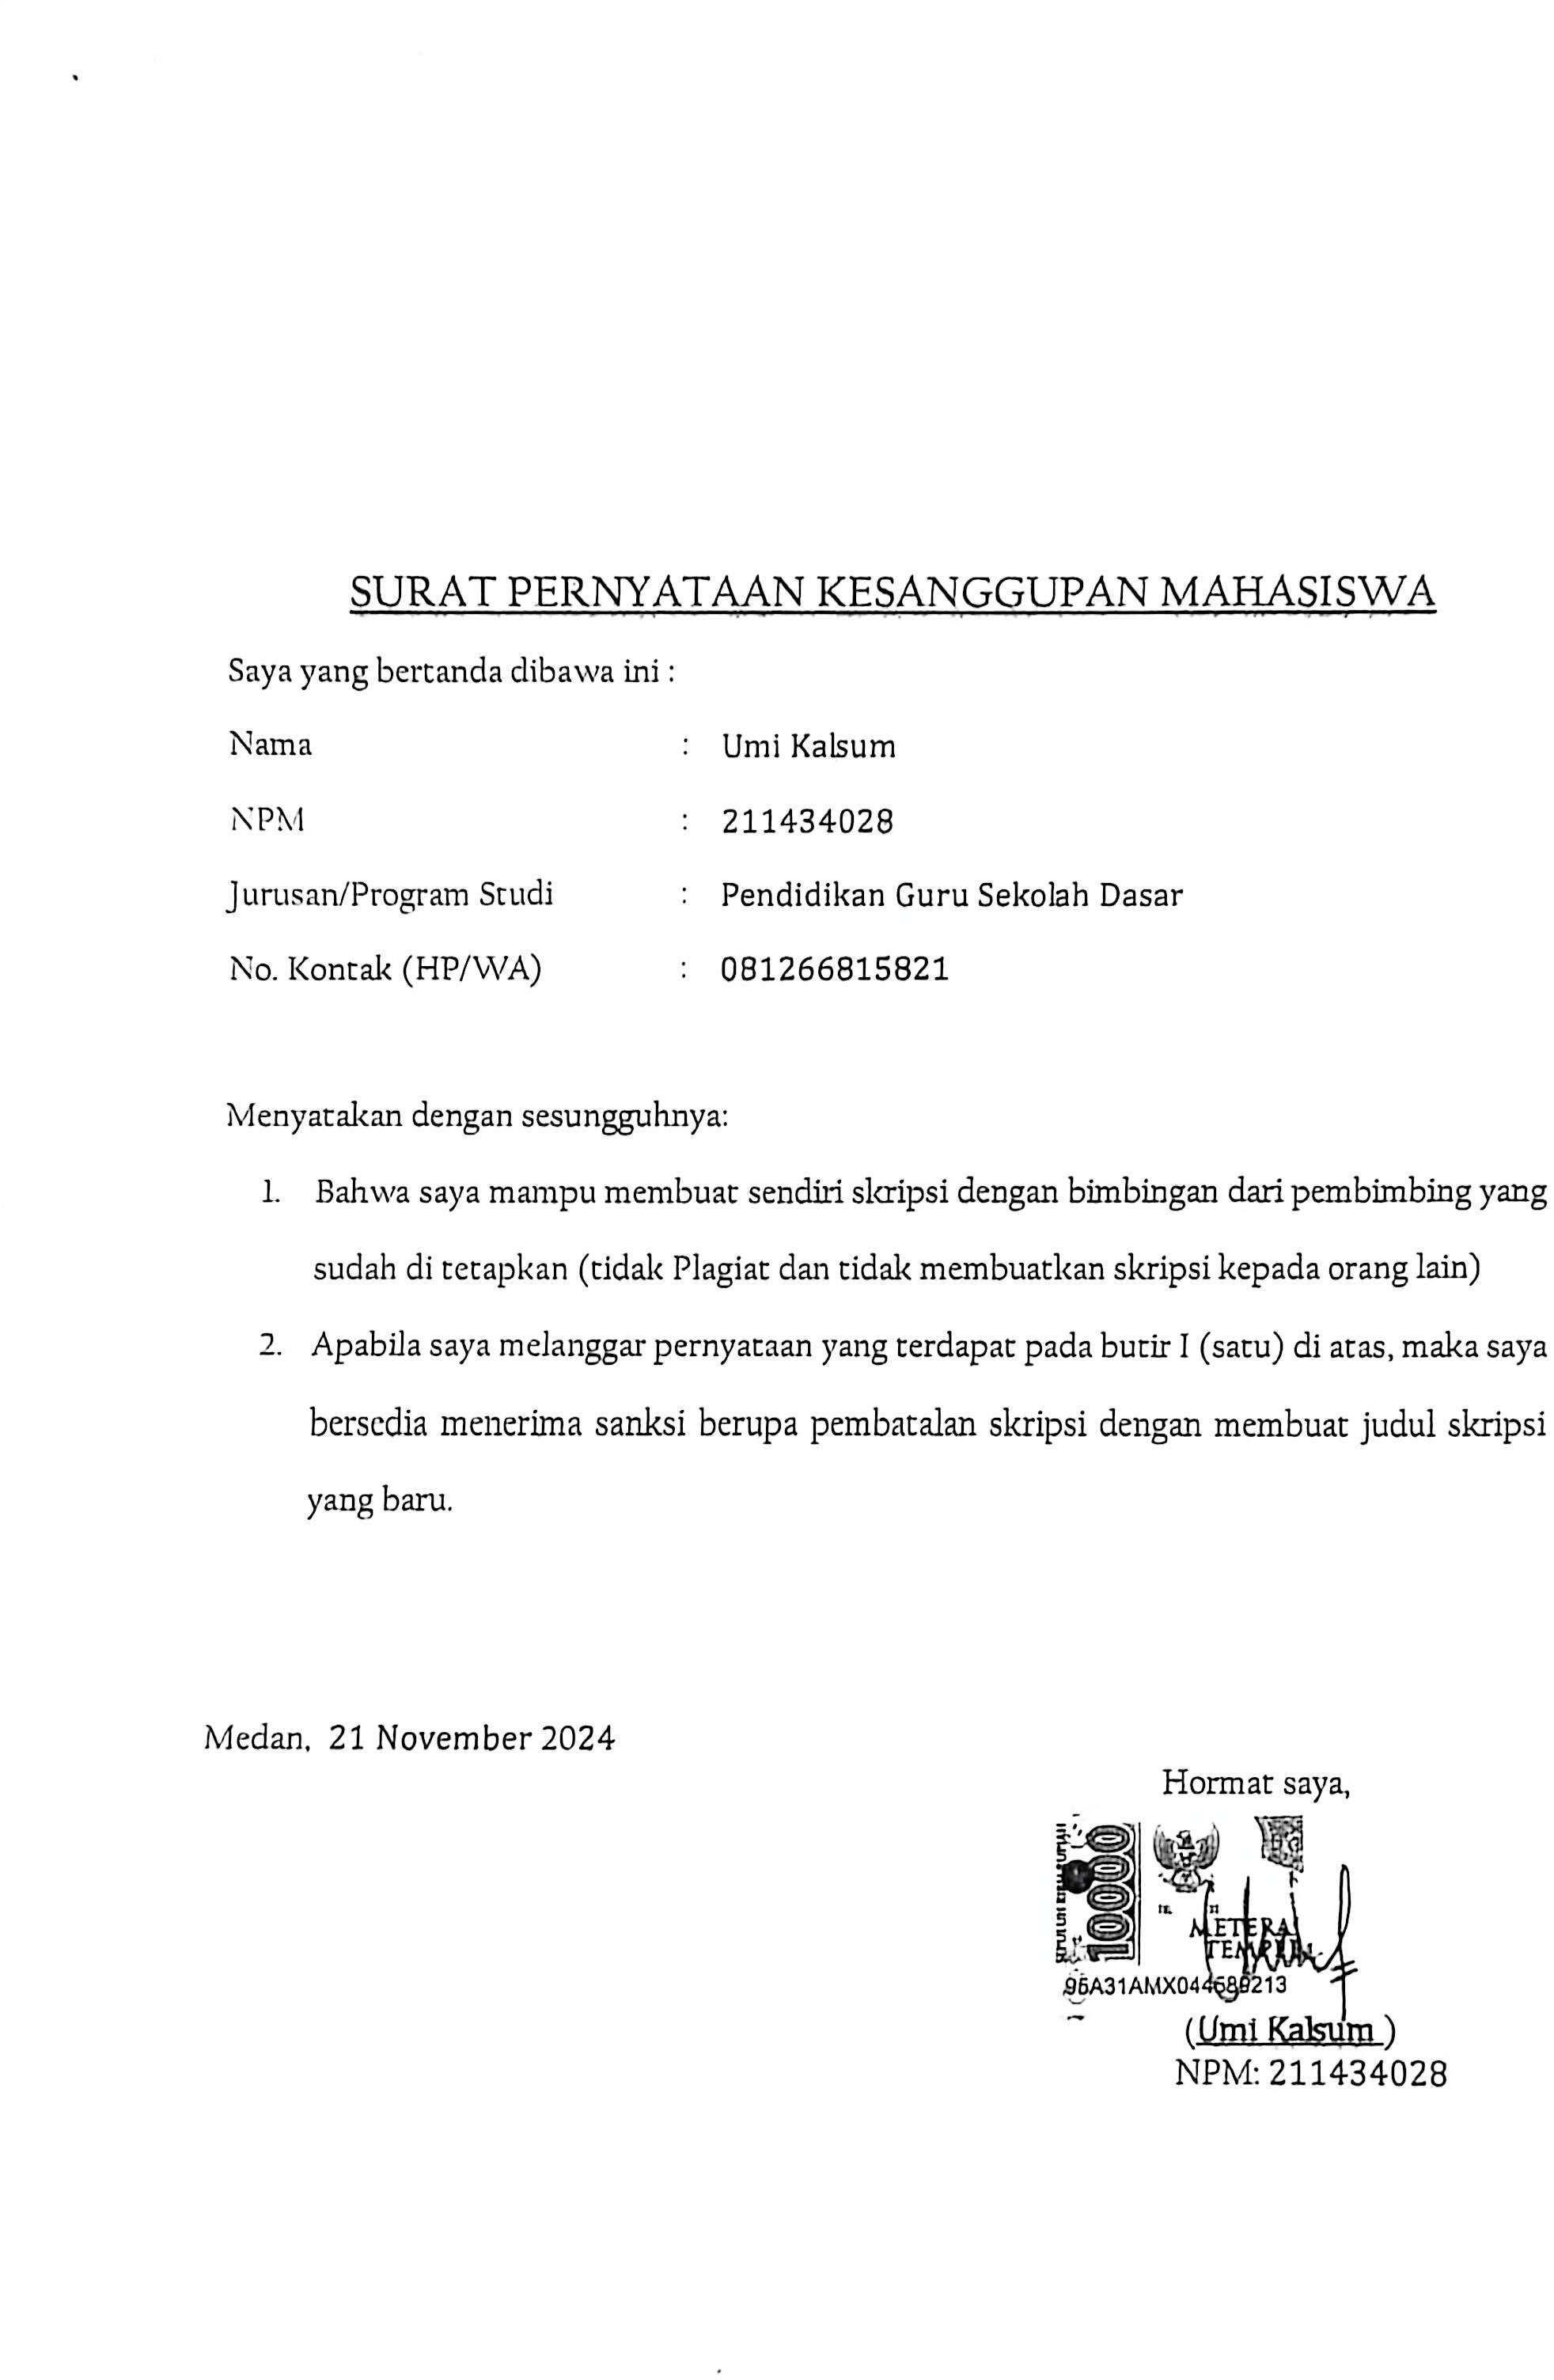 SURAT PERNYATAAN KESANGGUPAN MAHASISWA
Saya yang bertanda dibawa ini :
Nama : Umi Kalsum
NPM : 211434028
Jurusan/Program Studi : Pendidikan Guru Sekolah Dasar
No. Kontak (HP/WA) : 081266815821
Menyatakan dengan sesungguhnya:
1. Bahwa saya mampu membuat sendiri skripsi dengan bimbingan dari pembimbing yang
sudah di tetapkan (tidak Plagiat dan tidak membuatkan skripsi kepada orang lain)
2. Apabila saya melanggar pernyataan yang terdapat pada butir I (satu) di atas, maka saya
bersedia menerima sanksi berupa pembatalan skripsi dengan membuat judul skripsi
yang baru.
Medan, 21 November 2024
Hormat saya,
10000
METERAI
TEMPEL
(Umi Kalsum )
NPM: 211434028